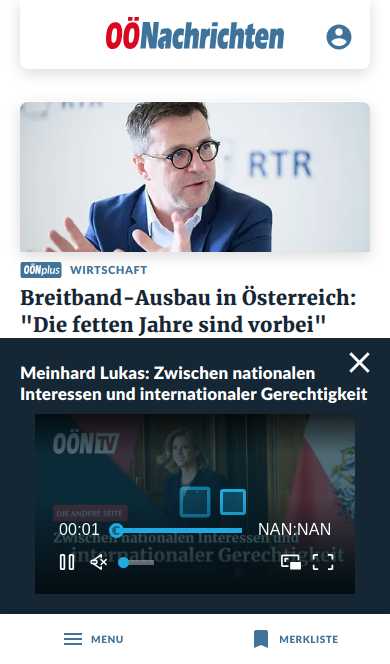 OÖNachrichten
RTR
RTR
OÖNplus WIRTSCHAFT
Breitband-Ausbau in Österreich:
"Die fetten Jahre sind vorbei"
Meinhard Lukas: Zwischen nationalen
Interessen und internationaler Gerechtigkeit
OÖN TV
DIE ANDERE SEITE
00:01 NAN:NAN
Zwischen nationalen Interessen und
internationaler Gerechtigkeit
MENU MERKLISTE